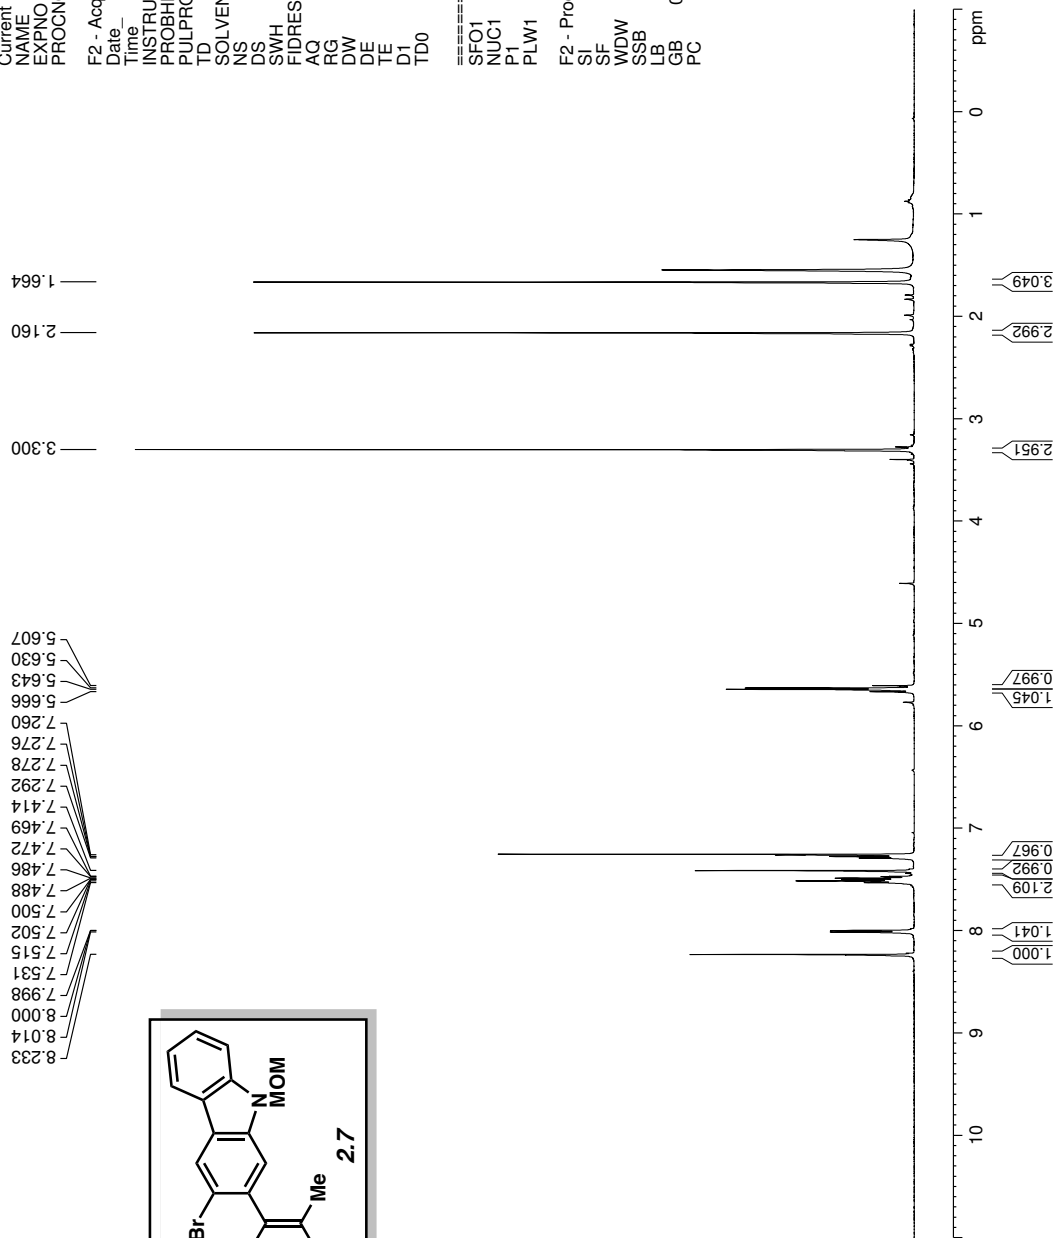 Current
NAME
EXPNO
PROCN
F2 - Acq
Date_
Time
INSTRU
PROBH
PULPRO
TD
SOLVEN
NS
DS
SWH
FIDRES
AQ
RG
DW
DE
TE
D1
TD0
======
SFO1
NUC1
P1
PLW1
F2 - Pro
SI
SF
WDW
SSB
LB
GB
PC
0
1.664
2.160
3.300
5.607
5.630
5.643
5.666
7.260
7.276
7.278
7.292
7.414
7.469
7.472
7.486
7.488
7.500
7.502
7.515
7.531
7.998
8.000
8.014
8.233
Br
N
MOM
Me
2.7
ppm
0
1
2
3
4
5
6
7
8
9
10
3.049
2.992
2.951
0.997
1.045
0.967
0.992
2.109
1.041
1.000